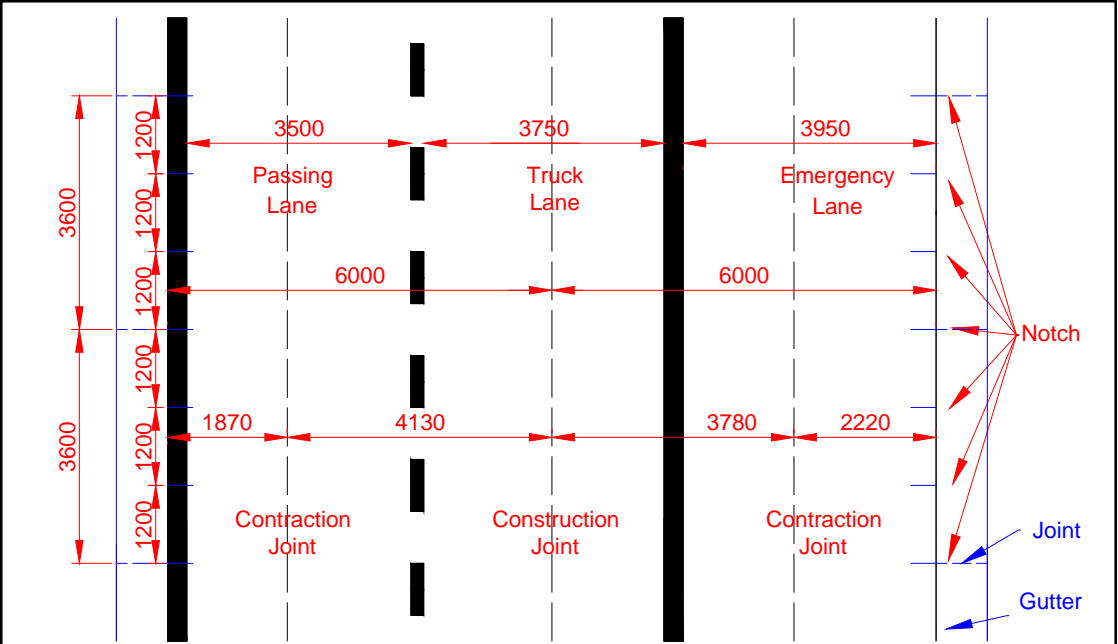 3500
3750
3950
Passing
Lane
Truck
Lane
Emergency
Lane
3600
1200
1200
1200
6000
6000
Notch
3600
1200
1200
1200
1870
4130
3780
2220
Contraction
Joint
Construction
Joint
Contraction
Joint
Joint
Gutter